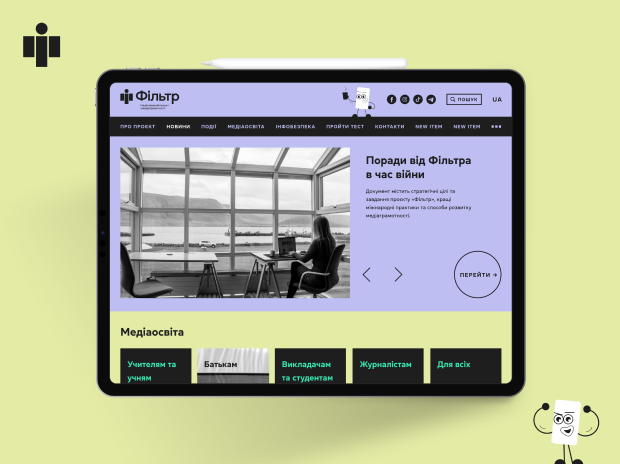 Фільтр
UA
ПОШУК
ПРО ПРОЕКТ НОВИНИ ПОДІЇ МЕДІАОСВІТА ІНФОБЕЗПЕКА ПРОЙТИ ТЕСТ КОНТАКТИ NEW ITEM NEW ITEM
Поради від Фільтра
в час війни
Документ містить стратегічні цілі та
завдання проєкту «Фільтр», кращі
міжнародні практики та способи розвитку
медіаграмотності.
ПЕРЕЙТИ →
Медіаосвіта
Учителям та
учням
Батькам
Викладачам
та студентам
Журналістам
Для всіх